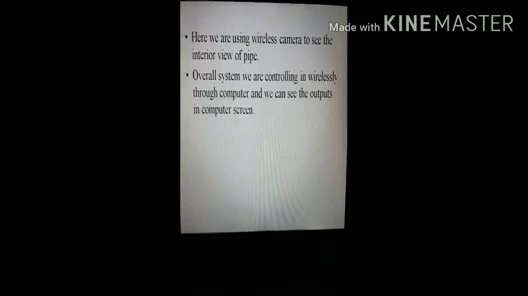 Made with KINEMASTER
• Here we are using wireless camera to see the
interior view of pipe.
• Overall system we are controlling in wirelessly
through computer and we can see the outputs
in computer screen.